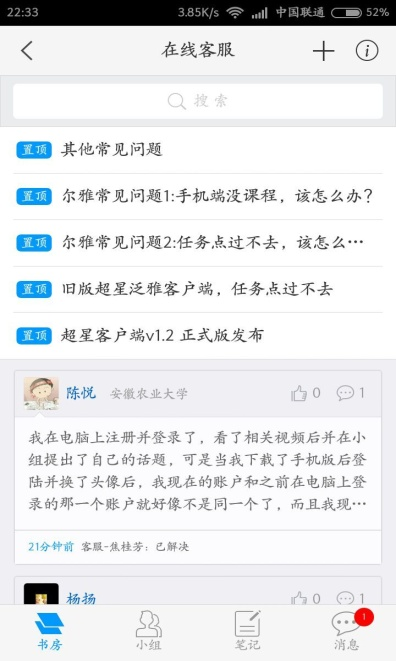 22:33 3.85K/s 中国联通 52%
在线客服
搜索
置顶 其他常见问题
置顶 尔雅常见问题1:手机端没课程，该怎么办？
置顶 尔雅常见问题2:任务点过不去，该怎么…
置顶 旧版超星泛雅客户端，任务点过不去
置顶 超星客户端v1.2 正式版发布
陈悦 安徽农业大学 0 1
我在电脑上注册并登录了，看了相关视频后并在小
组提出了自己的话题，可是当我下载了手机版后登
陆并换了头像后，我现在的账户和之前在电脑上登
录的那一个账户就好像不是同一个了，而且我现…
21分钟前 客服-焦桂芳：已解决
杨扬 0 1
书房 小组 笔记 消息 1